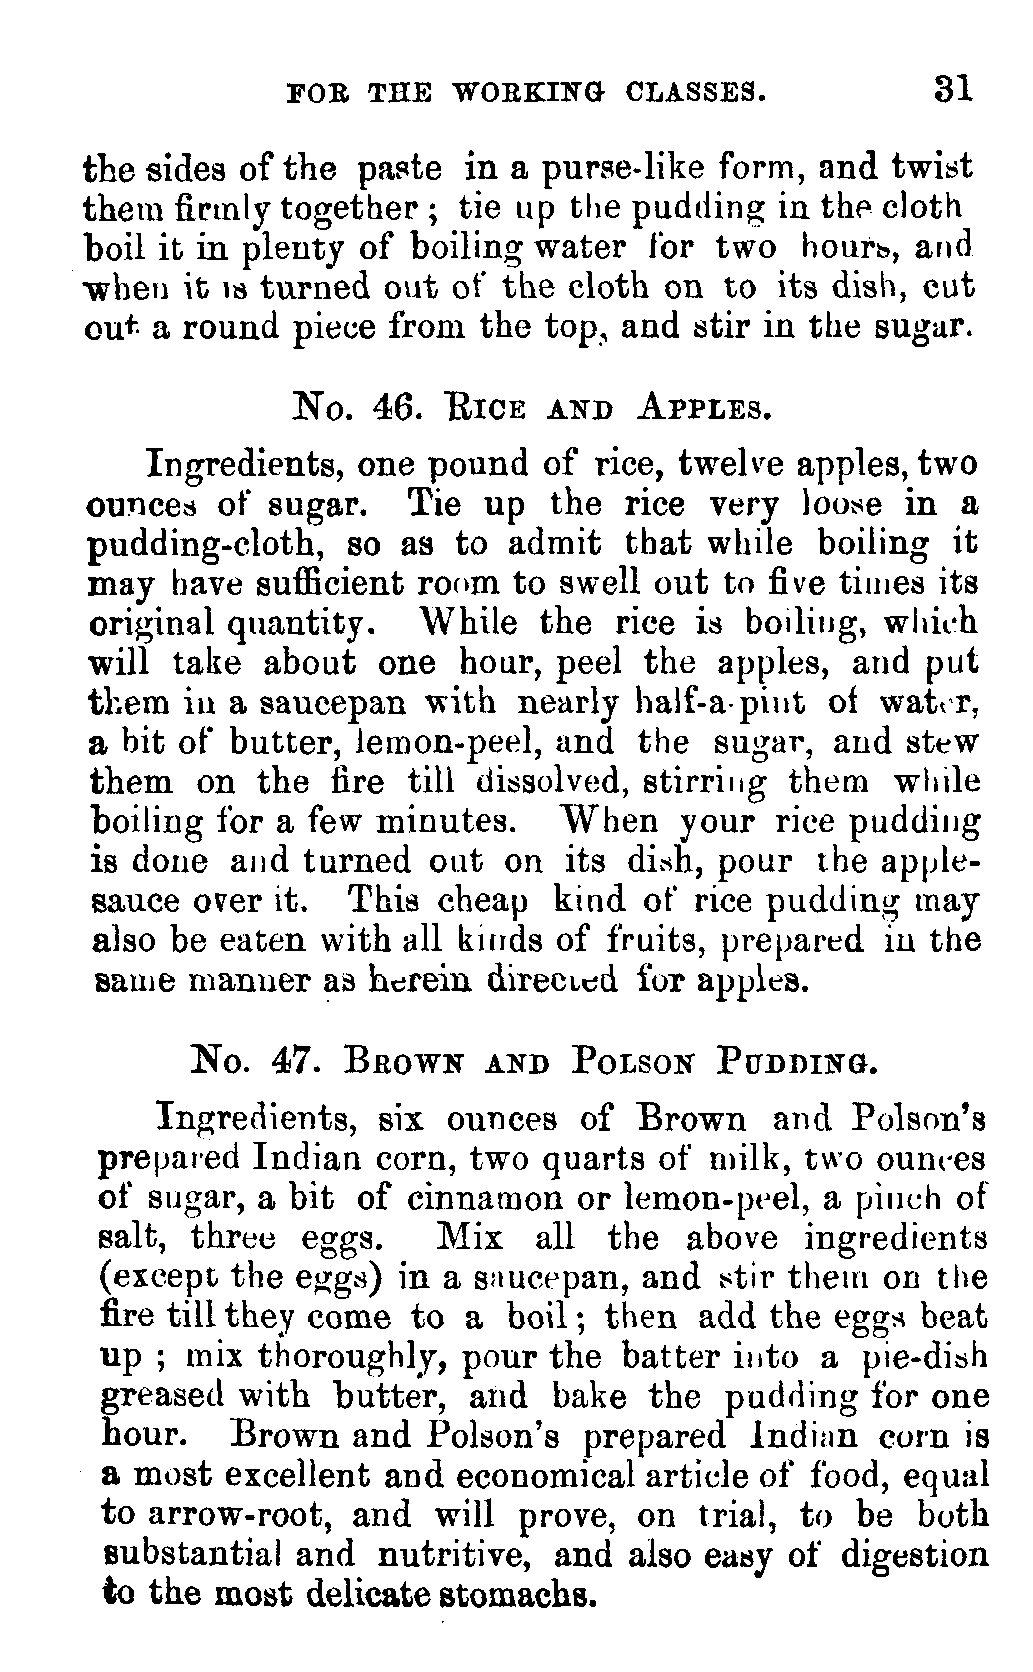 FOR THE WORKING CLASSES. 31
the sides of the paste in a purse-like form, and twist
them firmly together ; tie up the pudding in the cloth
boil it in plenty of boiling water for two hours, and
when it is turned out of the cloth on to its dish, cut
out a round piece from the top, and stir in the sugar.
No. 46. Rice and Apples.
Ingredients, one pound of rice, twelve apples, two
ounces of sugar. Tie up the rice very loose in a
pudding-cloth, so as to admit that while boiling it
may have sufficient room to swell out to five times its
original quantity. While the rice is boiling, which
will take about one hour, peel the apples, and put
them in a saucepan with nearly half-a-pint of water,
a bit of butter, lemon-peel, and the sugar, and stew
them on the fire till dissolved, stirring them while
boiling for a few minutes. When your rice pudding
is done and turned out on its dish, pour the apple-
sauce over it. This cheap kind of rice pudding may
also be eaten with all kinds of fruits, prepared in the
same manner as herein directed for apples.
No. 47. Brown and Polson Pudding.
Ingredients, six ounces of Brown and Polson's
prepared Indian corn, two quarts of milk, two ounces
of sugar, a bit of cinnamon or lemon-peel, a pinch of
salt, three eggs. Mix all the above ingredients
(except the eggs) in a saucepan, and stir them on the
fire till they come to a boil ; then add the eggs beat
up ; mix thoroughly, pour the batter into a pie-dish
greased with butter, and bake the pudding for one
hour. Brown and Polson's prepared Indian corn is
a most excellent and economical article of food, equal
to arrow-root, and will prove, on trial, to be both
substantial and nutritive, and also easy of digestion
to the most delicate stomachs.